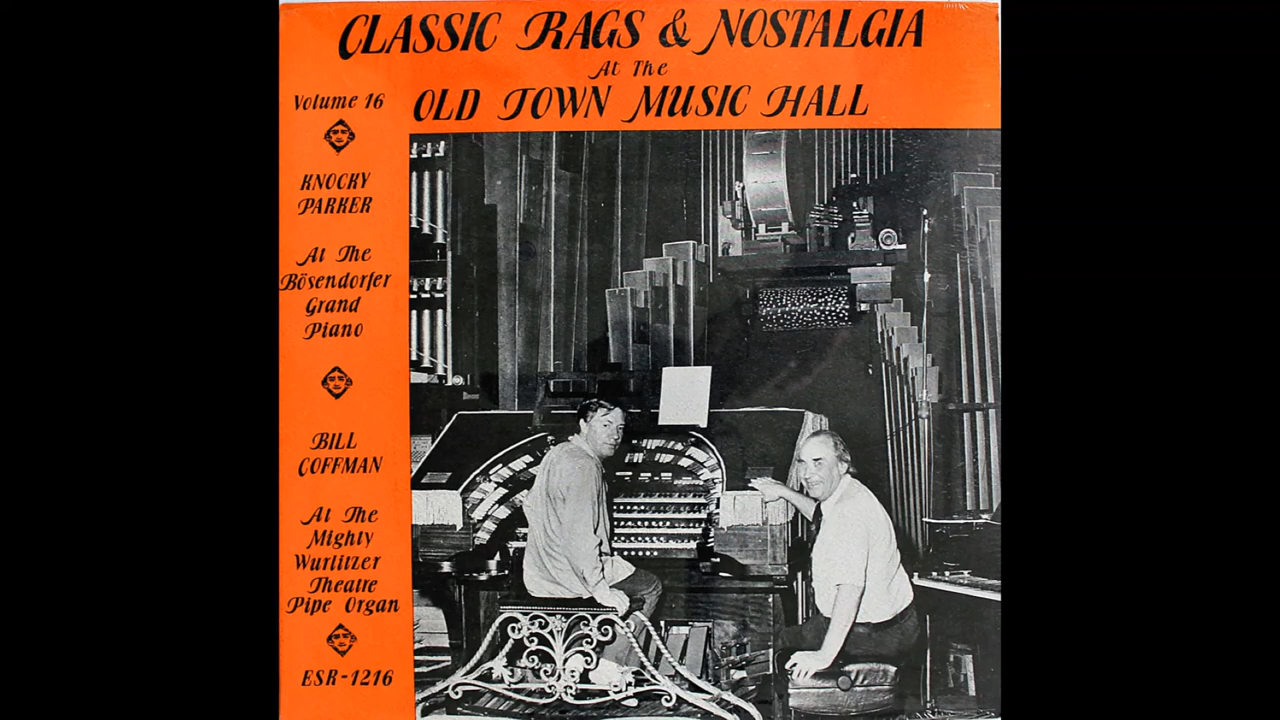 CLASSIC RAGS & NOSTALGIA
At The
OLD TOWN MUSIC HALL
Volume 16
KNOCKY
PARKER
At The
Bösendorfer
Grand
Piano
BILL
COFFMAN
At The
Mighty
Wurlitzer
Theatre
Pipe Organ
ESR-1216